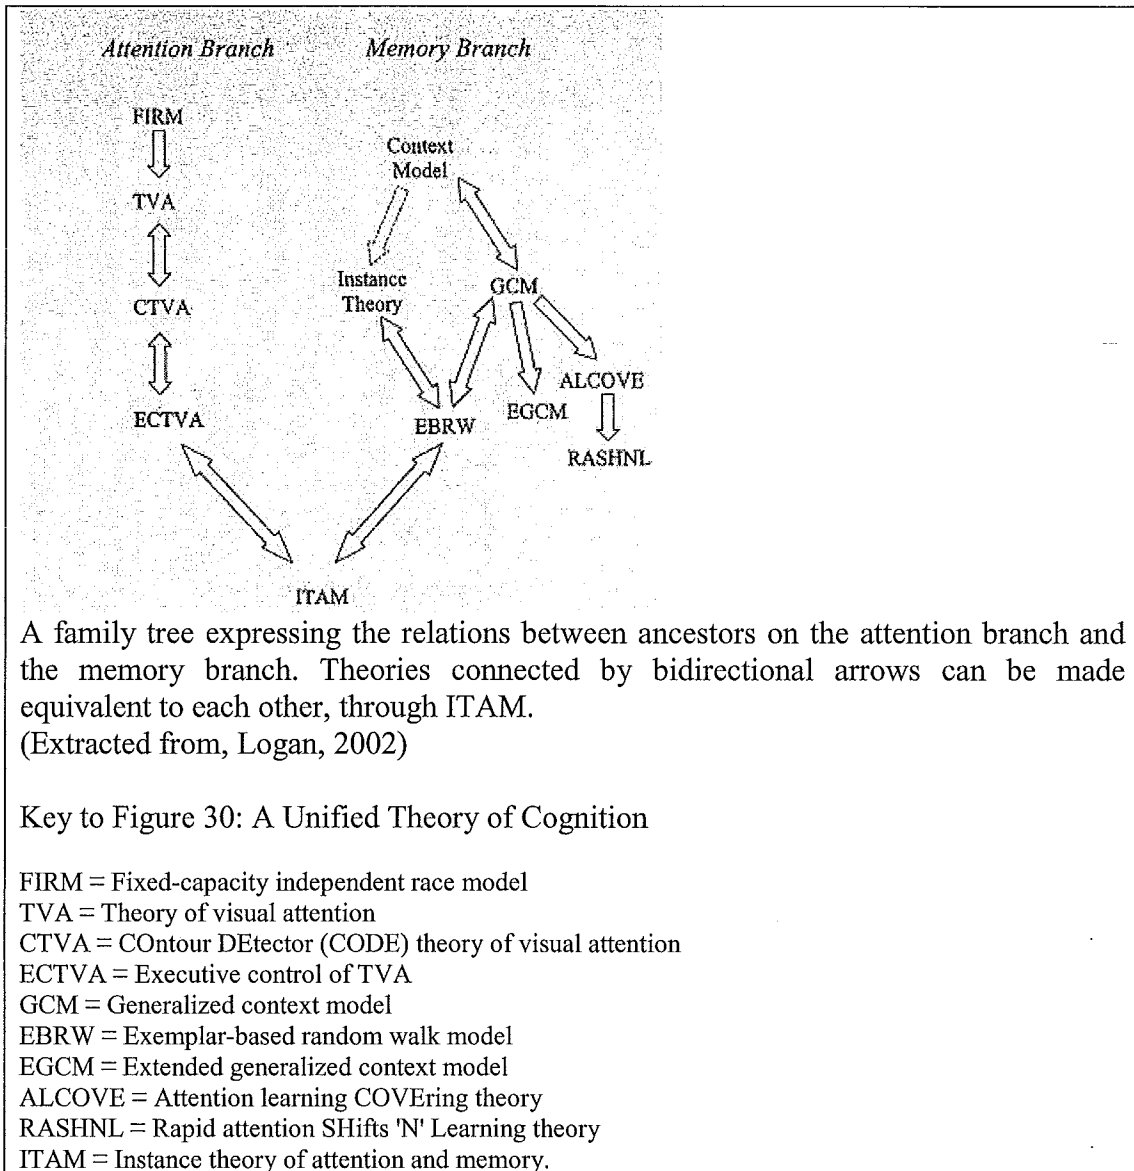 Attention Branch
Memory Branch
FIRM
Context
Model
TVA
Instance
Theory
GCM
CTVA
ALCOVE
EGCM
ECTVA
EBRW
RASHNL
ITAM
A family tree expressing the relations between ancestors on the attention branch and
the memory branch. Theories connected by bidirectional arrows can be made
equivalent to each other, through ITAM.
(Extracted from, Logan, 2002)
Key to Figure 30: A Unified Theory of Cognition
FIRM = Fixed-capacity independent race model
TVA = Theory of visual attention
CTVA = COntour DEtector (CODE) theory of visual attention
ECTVA = Executive control of TVA
GCM = Generalized context model
EBRW = Exemplar-based random walk model
EGCM = Extended generalized context model
ALCOVE = Attention learning COVEring theory
RASHNL = Rapid attention SHifts 'N' Learning theory
ITAM = Instance theory of attention and memory.